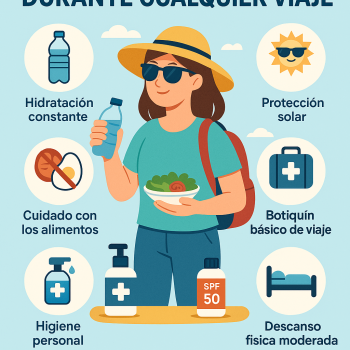 DURANTE CUALQUIER VIAJE
Hidratación
constante
Protección
solar
Cuidado con
los alimentos
Botiquín
básico de viaje
SPF
50
Higiene
personal
Descanso
física moderada